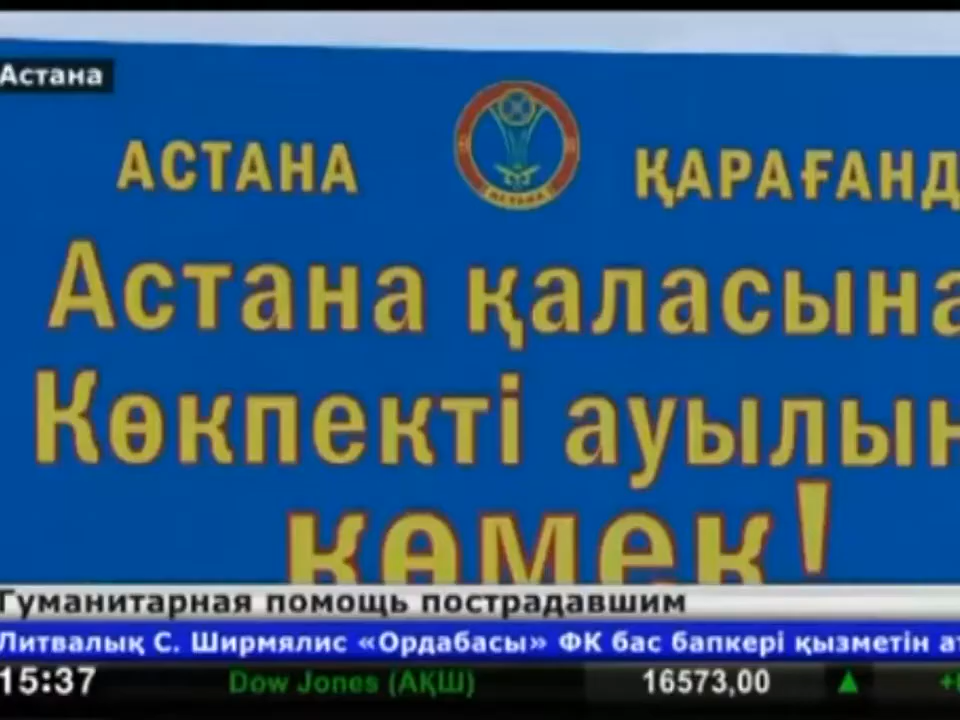 Астана
АСТАНА
ҚАРАҒАНД
Астана қаласына
Көкпекті ауылын
көмек!
Гуманитарная помощь пострадавшим
Литвалық С. Ширмялис «Ордабасы» ФК бас бапкері қызметін ат
15:37 Dow Jones (АҚШ) 16573,00 ▲